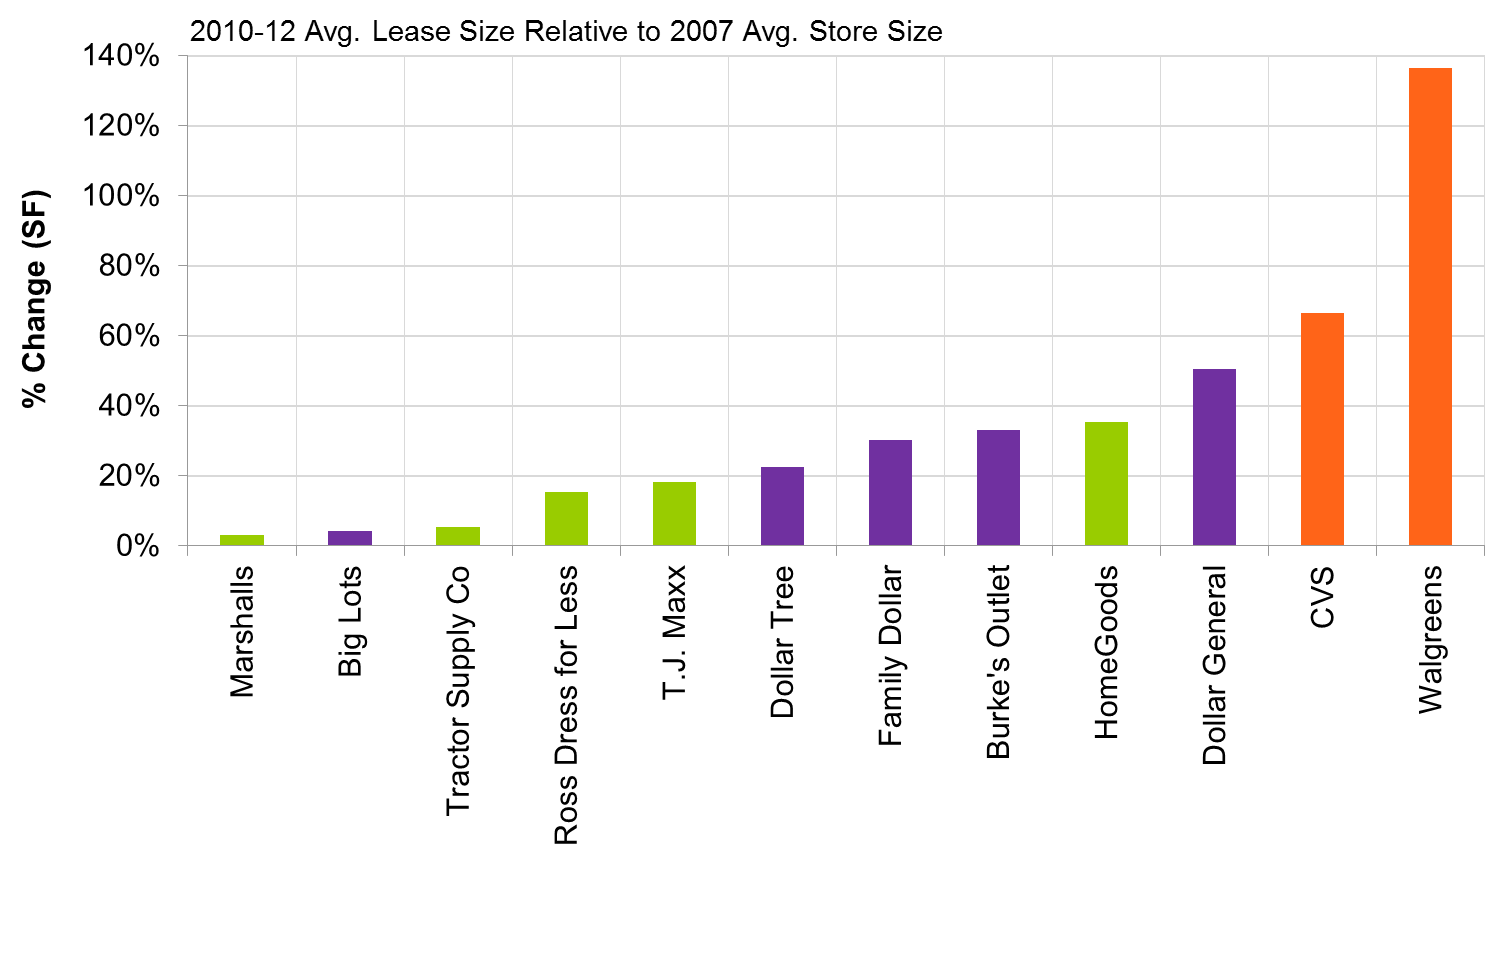 2010-12 Avg. Lease Size Relative to 2007 Avg. Store Size
% Change (SF)
140%
120%
100%
80%
60%
40%
20%
0%
Marshalls
Big Lots
Tractor Supply Co
Ross Dress for Less
T.J. Maxx
Dollar Tree
Family Dollar
Burke's Outlet
HomeGoods
Dollar General
CVS
Walgreens